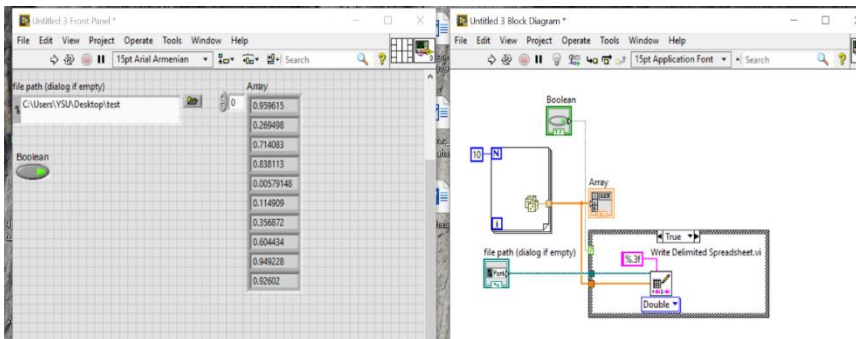 Untitled 3 Front Panel *
File Edit View Project Operate Tools Window Help
15pt Arial Armenian
Search
3
file path (dialog if empty)
C:\Users\YSU\Desktop\test
Boolean
Array
0
0.959615
0.269498
0.714083
0.838113
0.00579148
0.114909
0.356872
0.604434
0.949228
0.92602
Untitled 3 Block Diagram *
File Edit View Project Operate Tools Window Help
15pt Application Font
Search
Boolean
TF
10
N
i
Array
True
file path (dialog if empty)
Write Delimited Spreadsheet.vi
%.3f
Path
Double